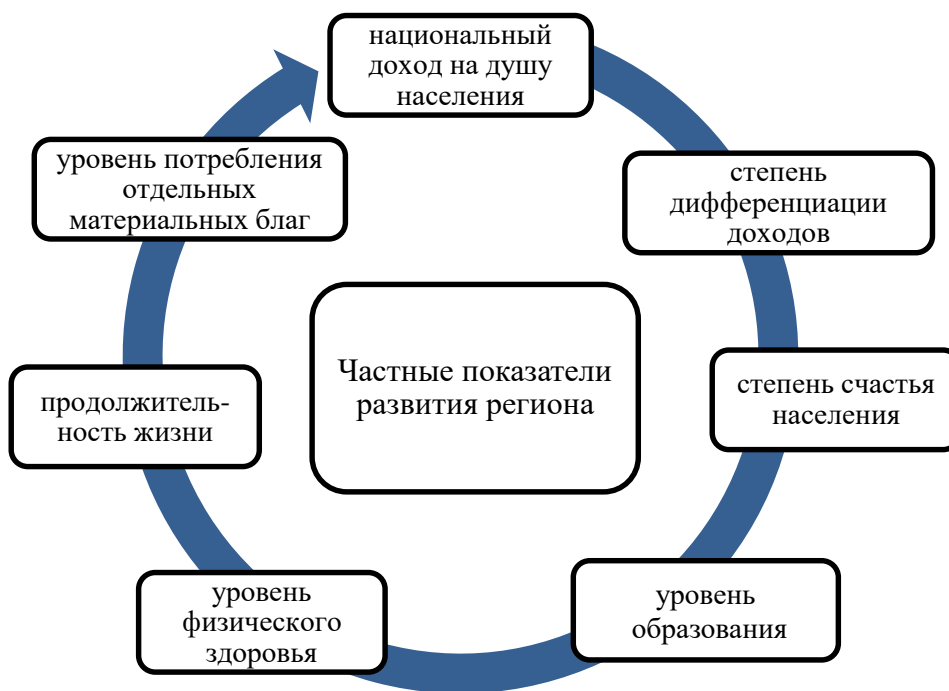 национальный
доход на душу
населения
степень
дифференциации
доходов
степень счастья
населения
уровень
образования
уровень
физического
здоровья
продолжитель-
ность жизни
уровень потребления
отдельных
материальных благ
Частные показатели
развития региона